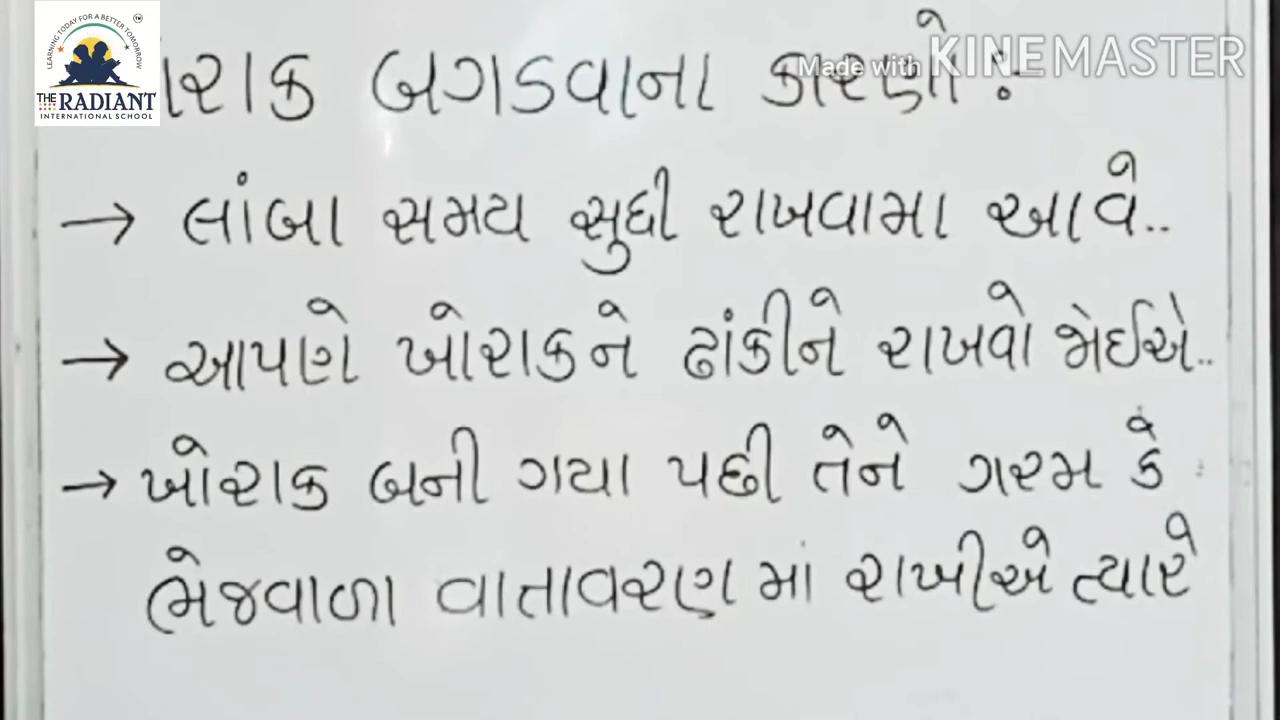 LEARNING TODAY FOR A BETTER TOMORROW
TM
THE RADIANT
INTERNATIONAL SCHOOL
Made with KINEMASTER
ારાક બગડવાના કારણો :-
→ લાંબા સમય સુધી રાખવામા આવે..
→ આપણે ખોરાકને ઢાંકીને રાખવો જોઈએ..
→ ખોરાક બની ગયા પછી તેને ગરમ કે
ભેજવાળા વાતાવરણ માં રાખીએ ત્યારે